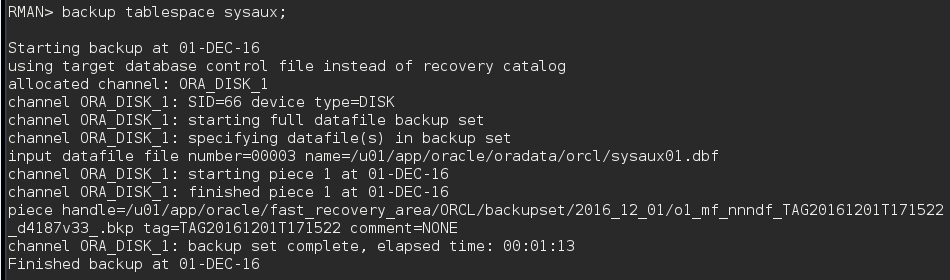 RMAN> backup tablespace sysaux;
Starting backup at 01-DEC-16
using target database control file instead of recovery catalog
allocated channel: ORA_DISK_1
channel ORA_DISK_1: SID=66 device type=DISK
channel ORA_DISK_1: starting full datafile backup set
channel ORA_DISK_1: specifying datafile(s) in backup set
input datafile file number=00003 name=/u01/app/oracle/oradata/orcl/sysaux01.dbf
channel ORA_DISK_1: starting piece 1 at 01-DEC-16
channel ORA_DISK_1: finished piece 1 at 01-DEC-16
piece handle=/u01/app/oracle/fast_recovery_area/ORCL/backupset/2016_12_01/o1_mf_nnndf_TAG20161201T171522
_d4187v33_.bkp tag=TAG20161201T171522 comment=NONE
channel ORA_DISK_1: backup set complete, elapsed time: 00:01:13
Finished backup at 01-DEC-16